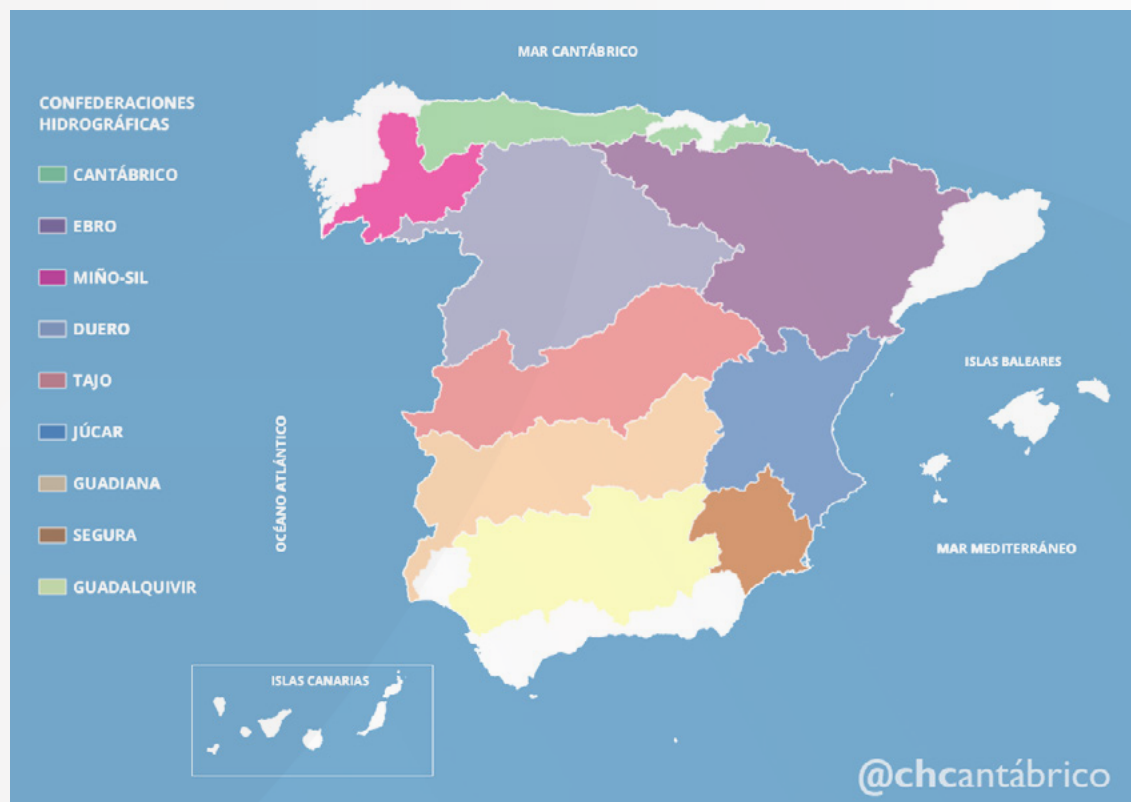 MAR CANTÁBRICO
CONFEDERACIONES
HIDROGRÁFICAS
CANTÁBRICO
EBRO
MIÑO-SIL
DUERO
TAJO
JÚCAR
GUADIANA
SEGURA
GUADALQUIVIR
OCÉANO ATLÁNTICO
ISLAS BALEARES
MAR MEDITERRÁNEO
ISLAS CANARIAS
@chcantábrico